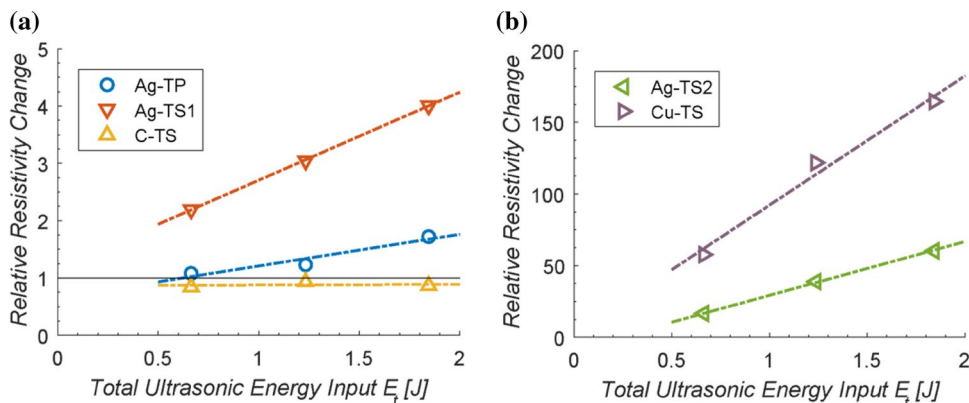 (a)
Relative Resistivity Change
5
4
3
2
1
0
Ag-TP
Ag-TS1
C-TS
0 0.5 1 1.5 2
Total Ultrasonic Energy Input Et [J]
(b)
Relative Resistivity Change
200
150
100
50
0
Ag-TS2
Cu-TS
0 0.5 1 1.5 2
Total Ultrasonic Energy Input Et [J]